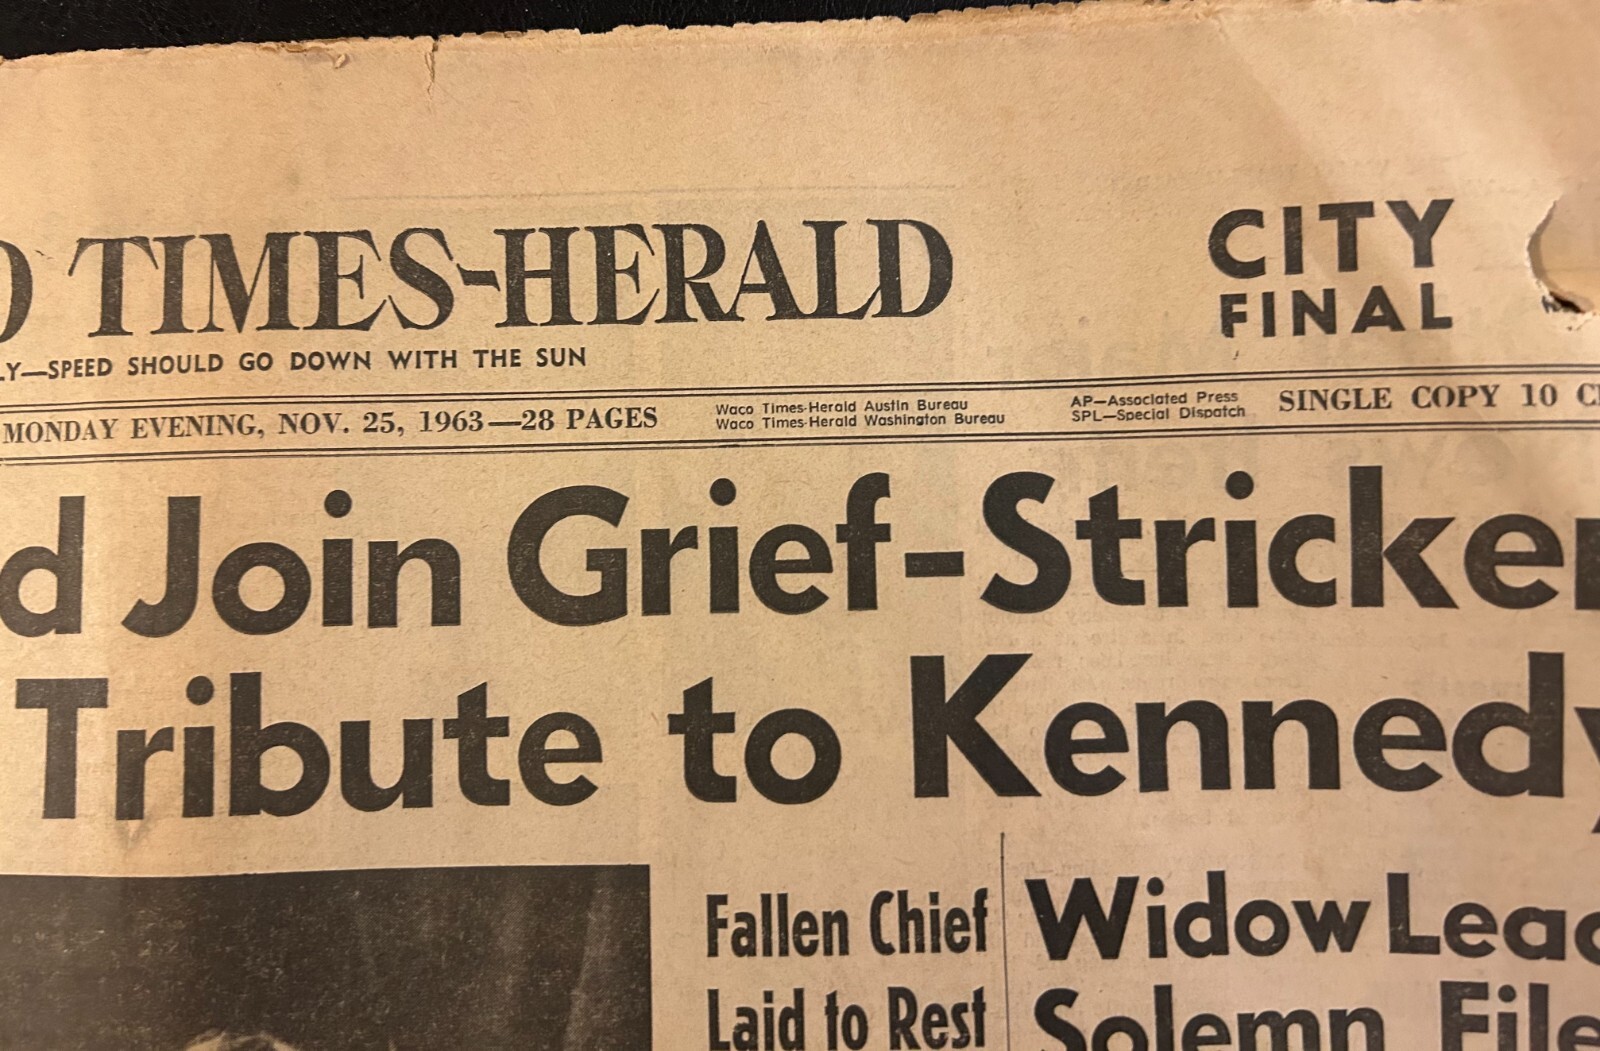 O TIMES-HERALD
CITY
FINAL
LY—SPEED SHOULD GO DOWN WITH THE SUN
MONDAY EVENING, NOV. 25, 1963—28 PAGES
Waco Times-Herald Austin Bureau
Waco Times-Herald Washington Bureau
AP—Associated Press
SPL—Special Dispatch
SINGLE COPY 10 C
d Join Grief-Stricken
Tribute to Kennedy
Fallen Chief
Laid to Rest
Widow Lead
Solemn File